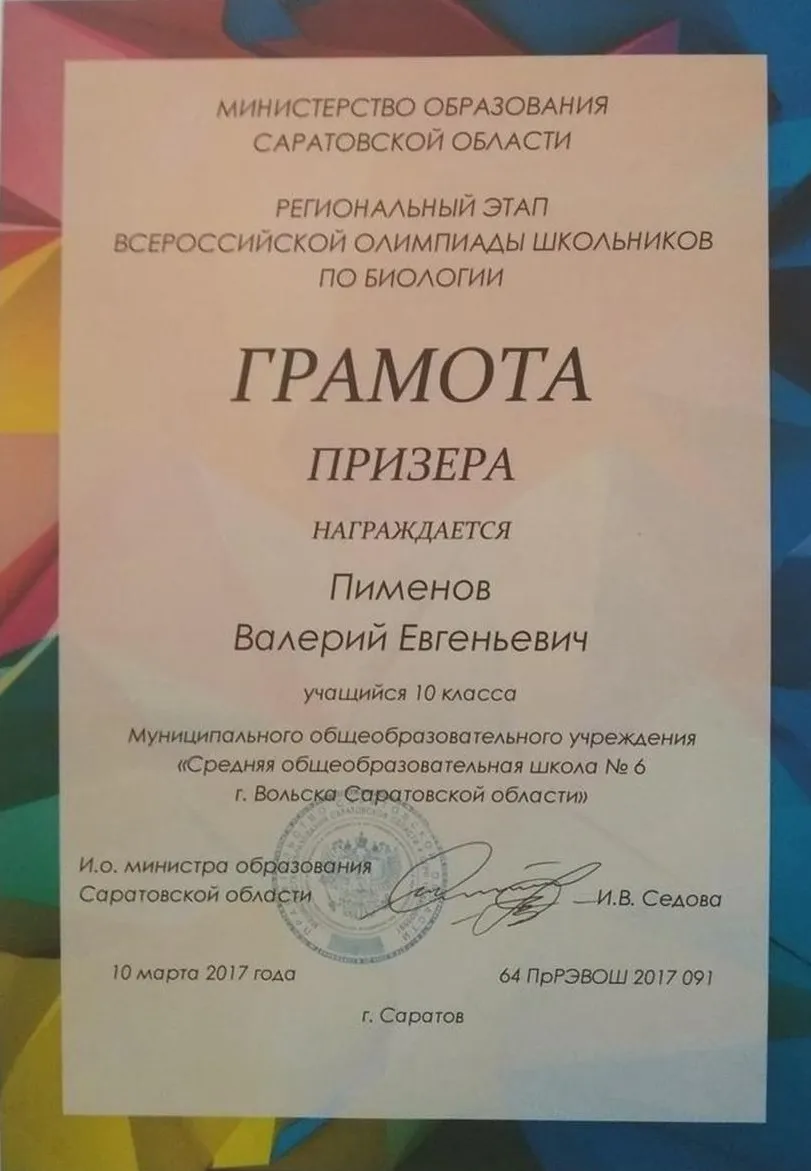 МИНИСТЕРСТВО ОБРАЗОВАНИЯ
САРАТОВСКОЙ ОБЛАСТИ
РЕГИОНАЛЬНЫЙ ЭТАП
ВСЕРОССИЙСКОЙ ОЛИМПИАДЫ ШКОЛЬНИКОВ
ПО БИОЛОГИИ
ГРАМОТА
ПРИЗЕРА
НАГРАЖДАЕТСЯ
Пименов
Валерий Евгеньевич
учащийся 10 класса
Муниципального общеобразовательного учреждения
«Средняя общеобразовательная школа № 6
г. Вольска Саратовской области»
И.о. министра образования
Саратовской области
И.В. Седова
10 марта 2017 года
64 ПрРЭВОШ 2017 091
г. Саратов